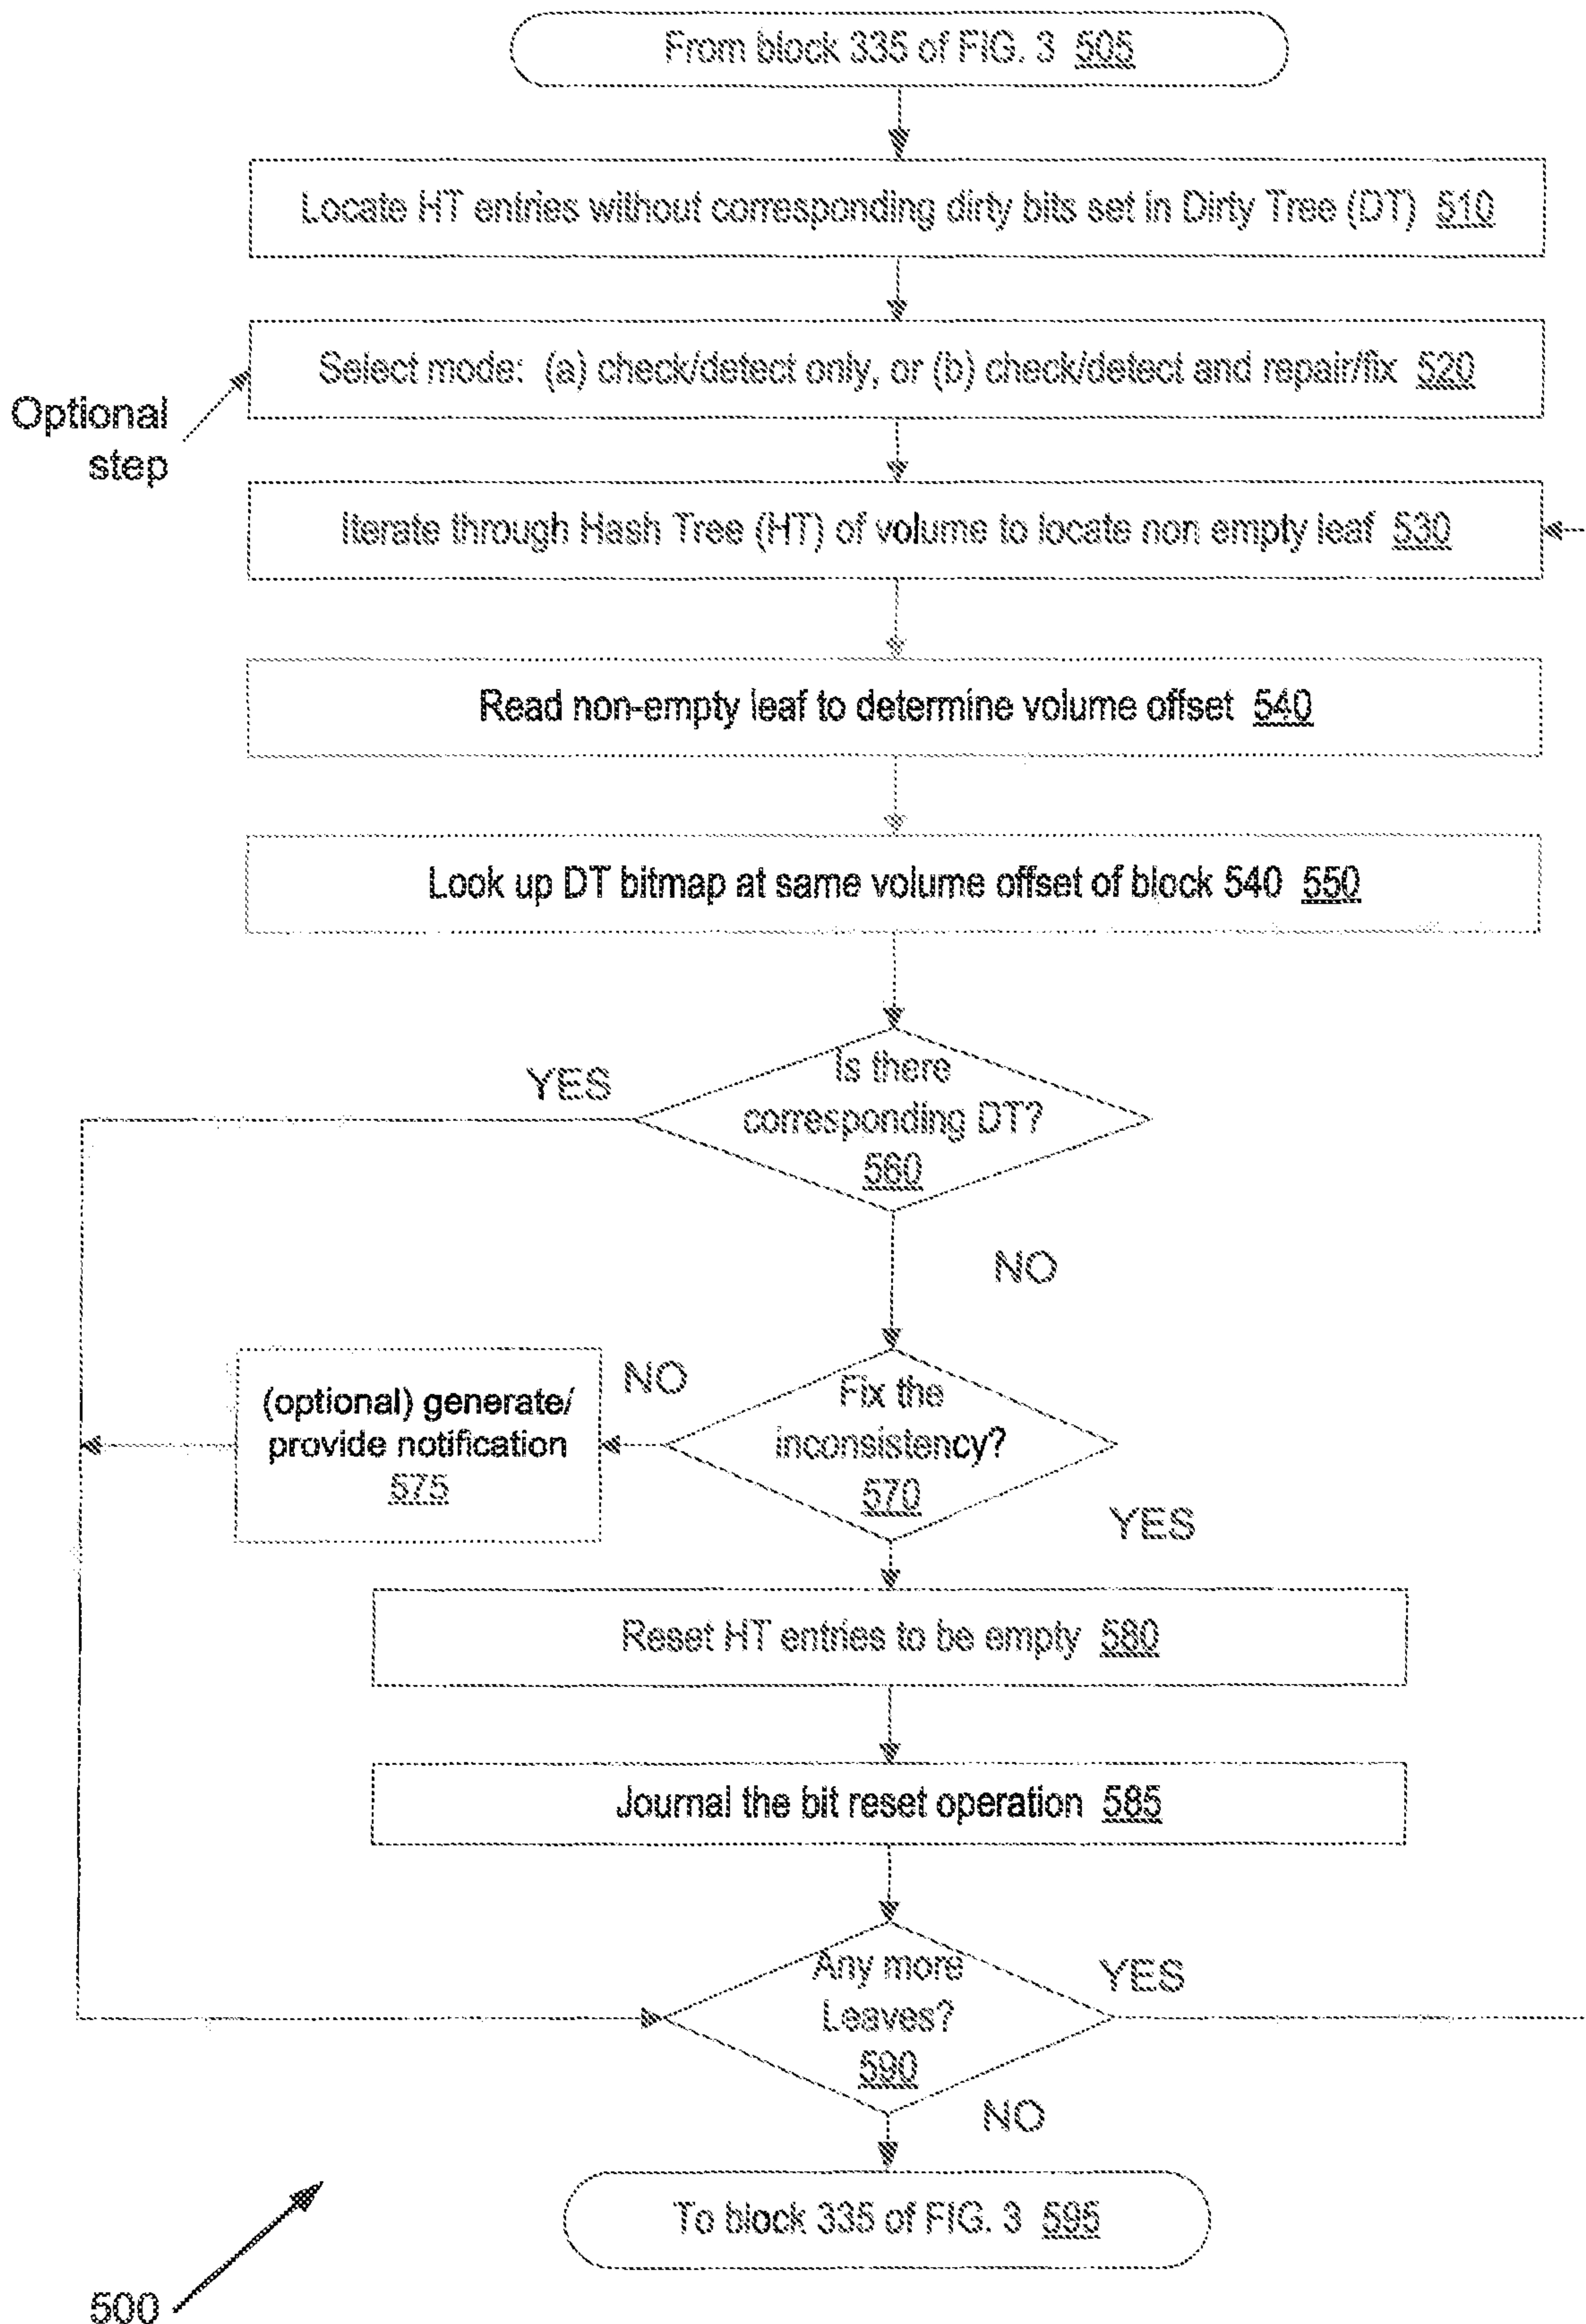 From block 335 of FIG. 3 505
Locate HT entries without corresponding dirty bits set in Dirty Tree (DT) 510
Select mode: (a) check/detect only, or (b) check/detect and repair/fix 520
Optional
step
Iterate through Hash Tree (HT) of volume to locate non empty leaf 530
Read non-empty leaf to determine volume offset 540
Look up DT bitmap at same volume offset of block 540 550
YES
Is there
corresponding DT?
560
NO
(optional) generate/
provide notification
575
NO
Fix the
inconsistency?
570
YES
Reset HT entries to be empty 580
Journal the bit reset operation 585
Any more
Leaves?
590
YES
NO
To block 335 of FIG. 3 595
500